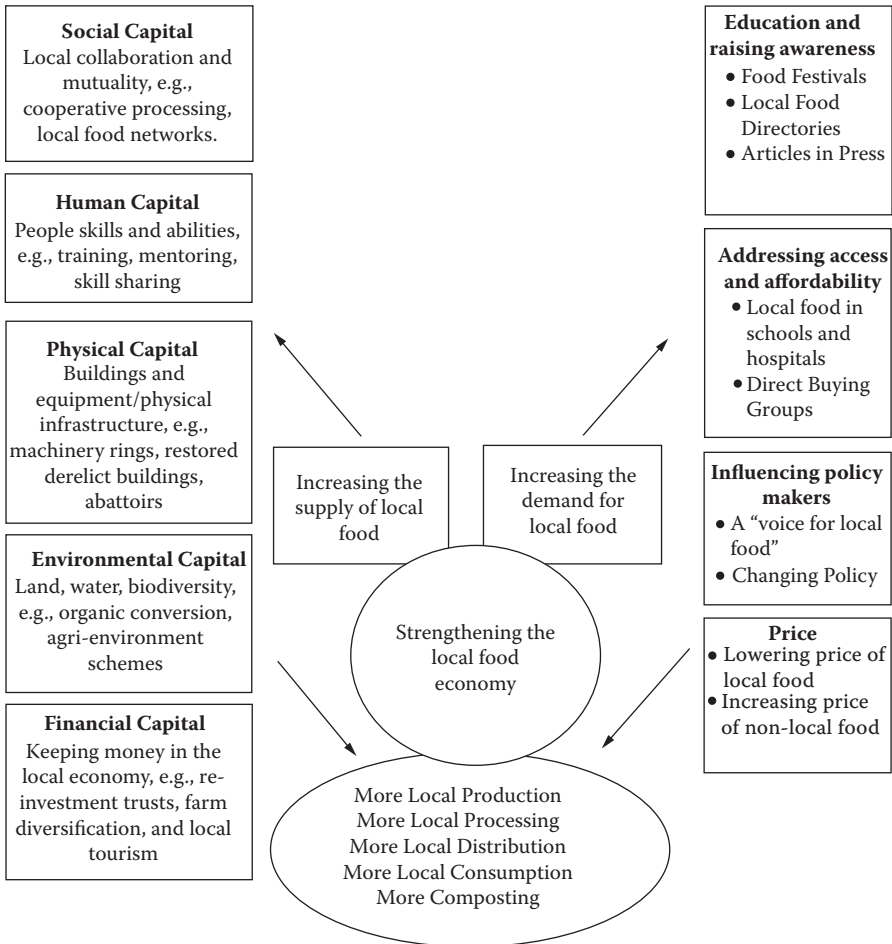 Social Capital
Local collaboration and
mutuality, e.g.,
cooperative processing,
local food networks.
Human Capital
People skills and abilities,
e.g., training, mentoring,
skill sharing
Physical Capital
Buildings and
equipment/physical
infrastructure, e.g.,
machinery rings, restored
derelict buildings,
abattoirs
Environmental Capital
Land, water, biodiversity,
e.g., organic conversion,
agri-environment
schemes
Financial Capital
Keeping money in the
local economy, e.g., re-
investment trusts, farm
diversification, and local
tourism
Increasing the
supply of local
food
Increasing the
demand for
local food
Strengthening the
local food
economy
More Local Production
More Local Processing
More Local Distribution
More Local Consumption
More Composting
Education and
raising awareness
• Food Festivals
• Local Food
Directories
• Articles in Press
Addressing access
and affordability
• Local food in
schools and
hospitals
• Direct Buying
Groups
Influencing policy
makers
• A “voice for local
food”
• Changing Policy
Price
• Lowering price of
local food
• Increasing price
of non-local food